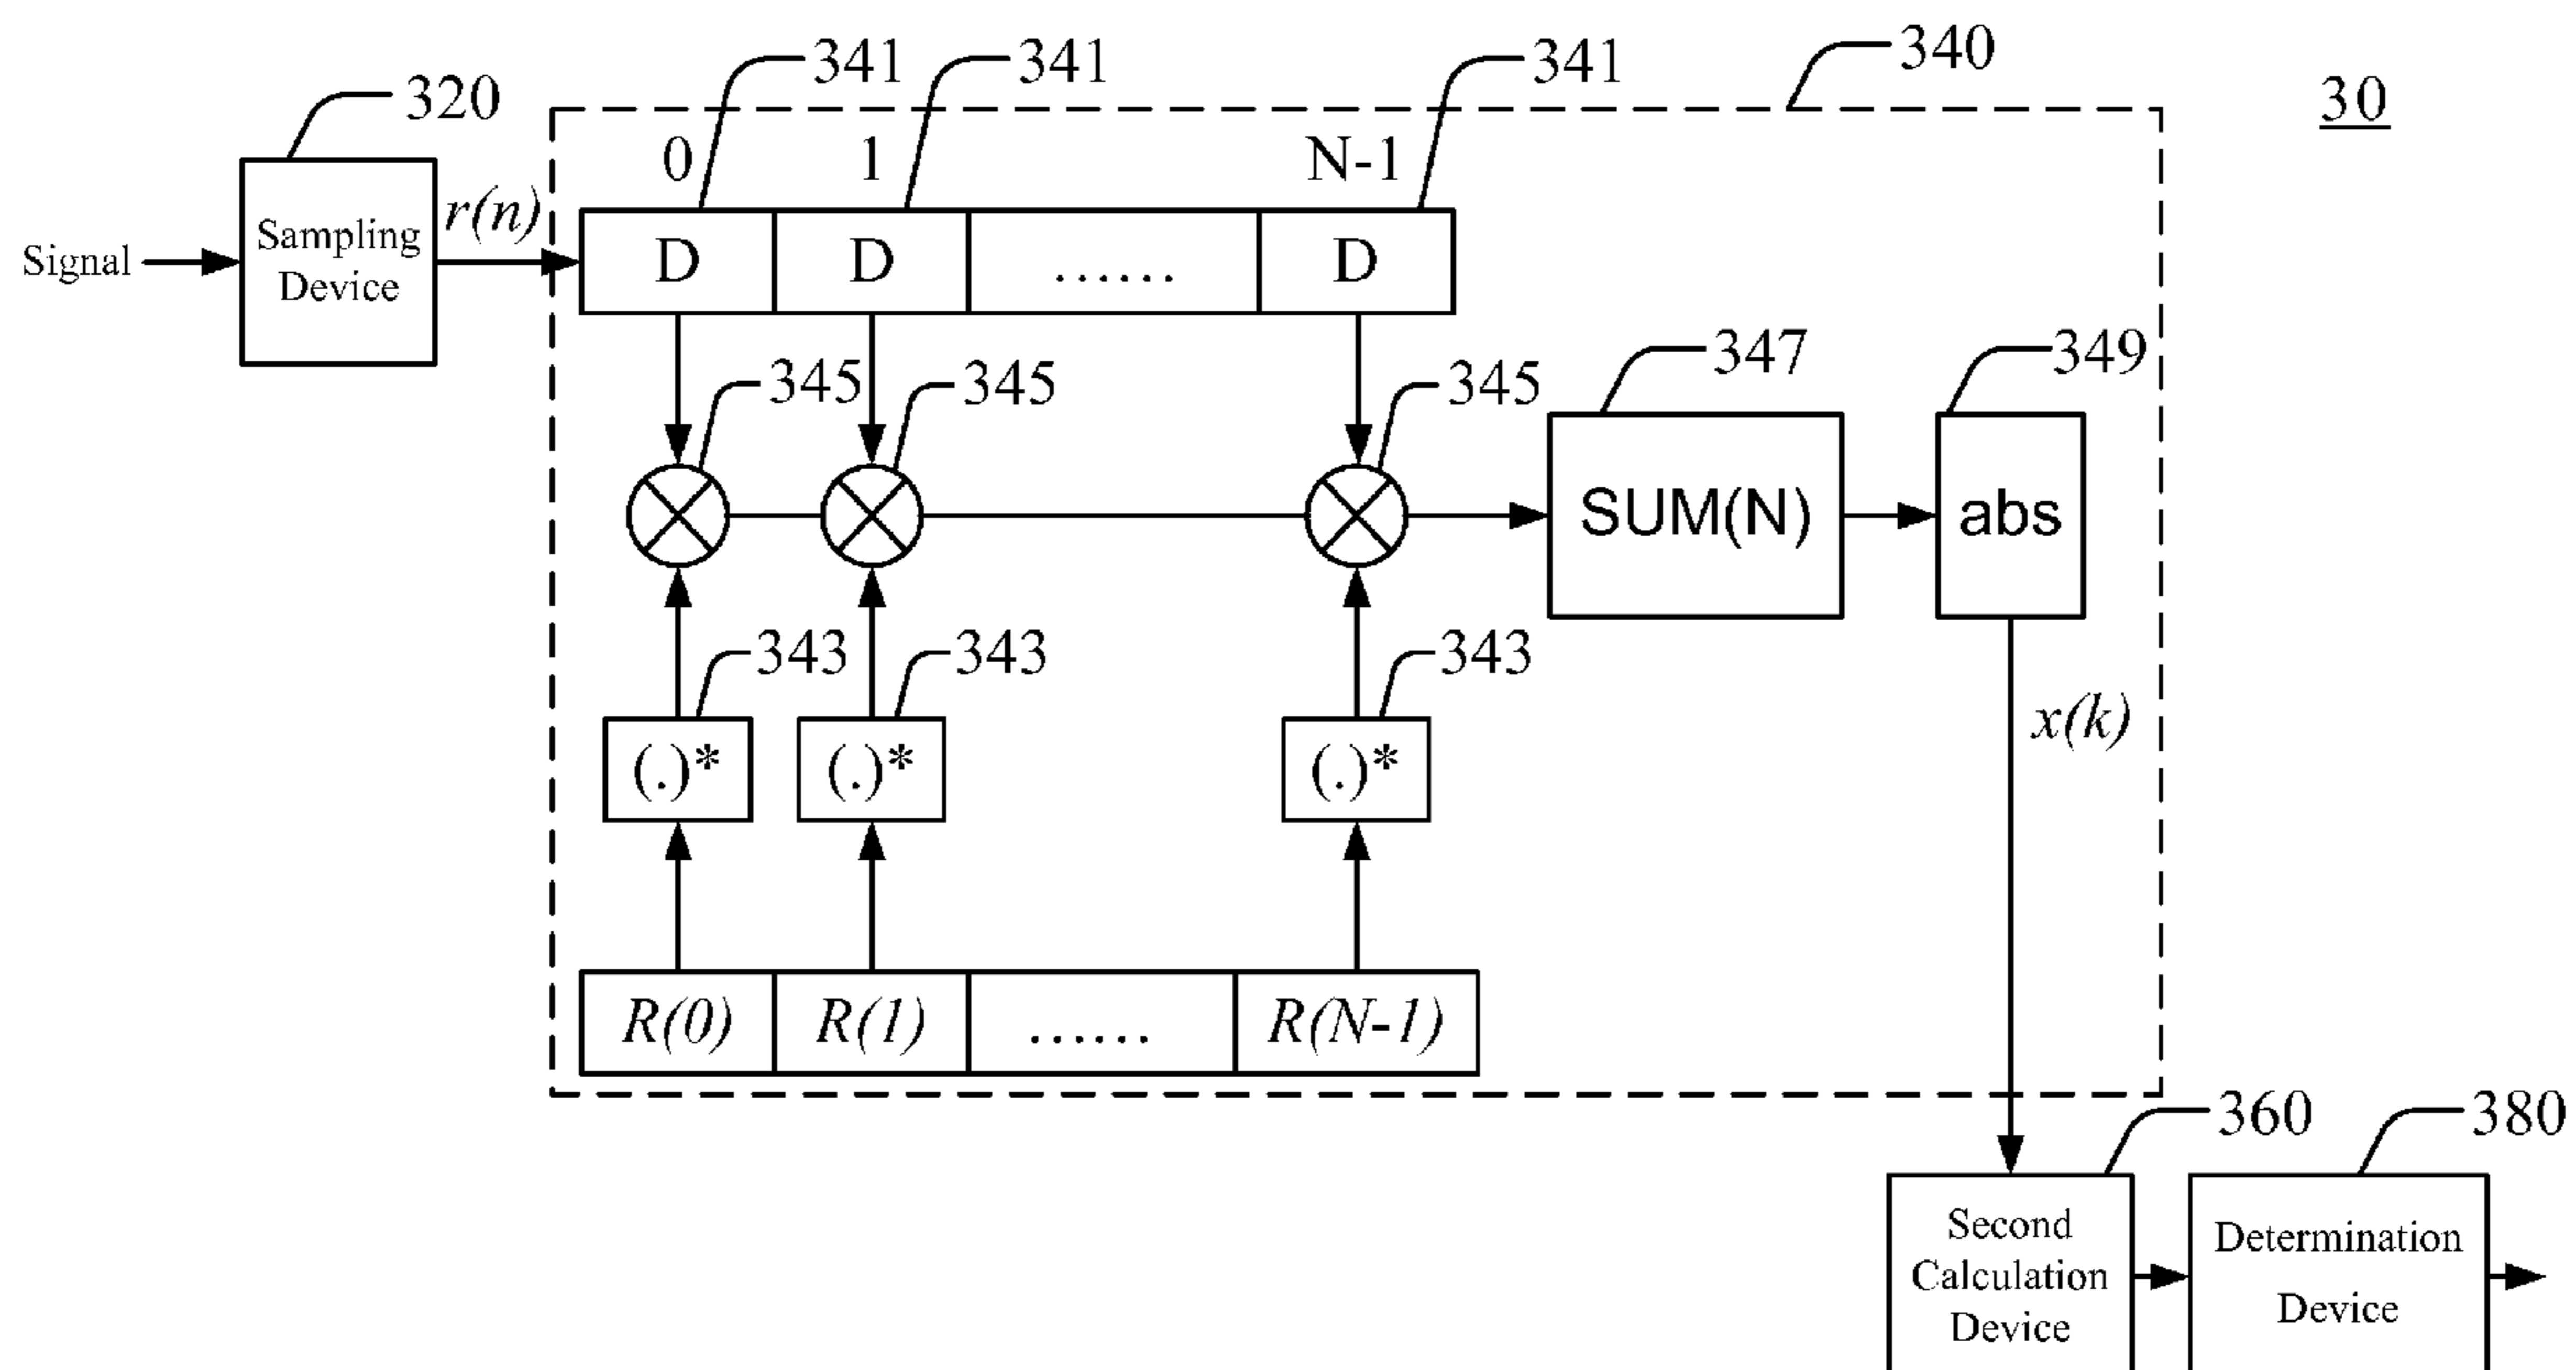 341
341
341
340
320
30
0
1
N-1
r(n)
Signal
Sampling
Device
D
D
......
D
345
345
345
347
349
SUM(N)
abs
343
343
343
x(k)
(.)*
(.)*
(.)*
R(0)
R(1)
......
R(N-1)
360
380
Second
Calculation
Device
Determination
Device